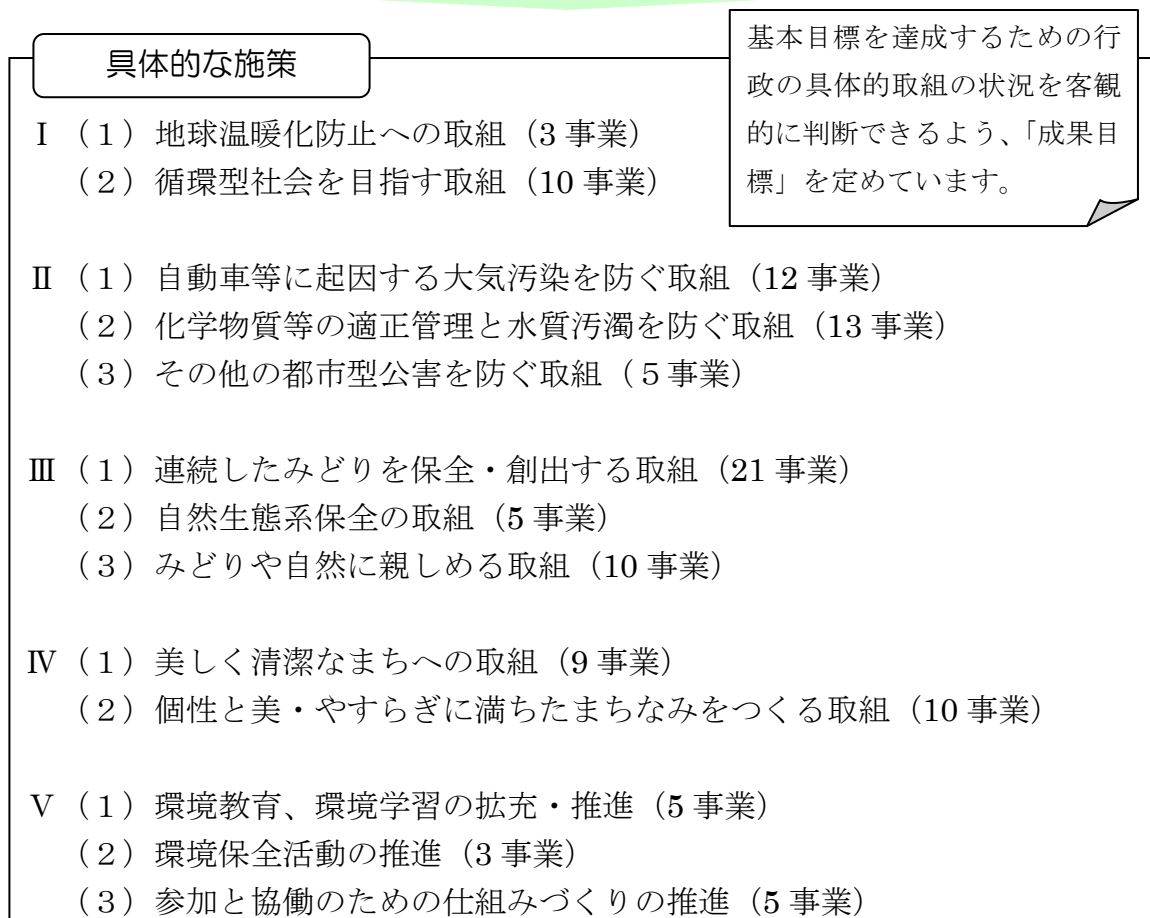 具体的な施策
基本目標を達成するための行
政の具体的取組の状況を客観
的に判断できるよう、「成果目
標」を定めています。
Ⅰ（１）地球温暖化防止への取組（3 事業）
（２）循環型社会を目指す取組（10 事業）
Ⅱ（１）自動車等に起因する大気汚染を防ぐ取組（12 事業）
（２）化学物質等の適正管理と水質汚濁を防ぐ取組（13 事業）
（３）その他の都市型公害を防ぐ取組（５事業）
Ⅲ（１）連続したみどりを保全・創出する取組（21 事業）
（２）自然生態系保全の取組（5 事業）
（３）みどりや自然に親しめる取組（10 事業）
Ⅳ（１）美しく清潔なまちへの取組（9 事業）
（２）個性と美・やすらぎに満ちたまちなみをつくる取組（10 事業）
Ⅴ（１）環境教育、環境学習の拡充・推進（5 事業）
（２）環境保全活動の推進（3 事業）
（３）参加と協働のための仕組みづくりの推進（5 事業）